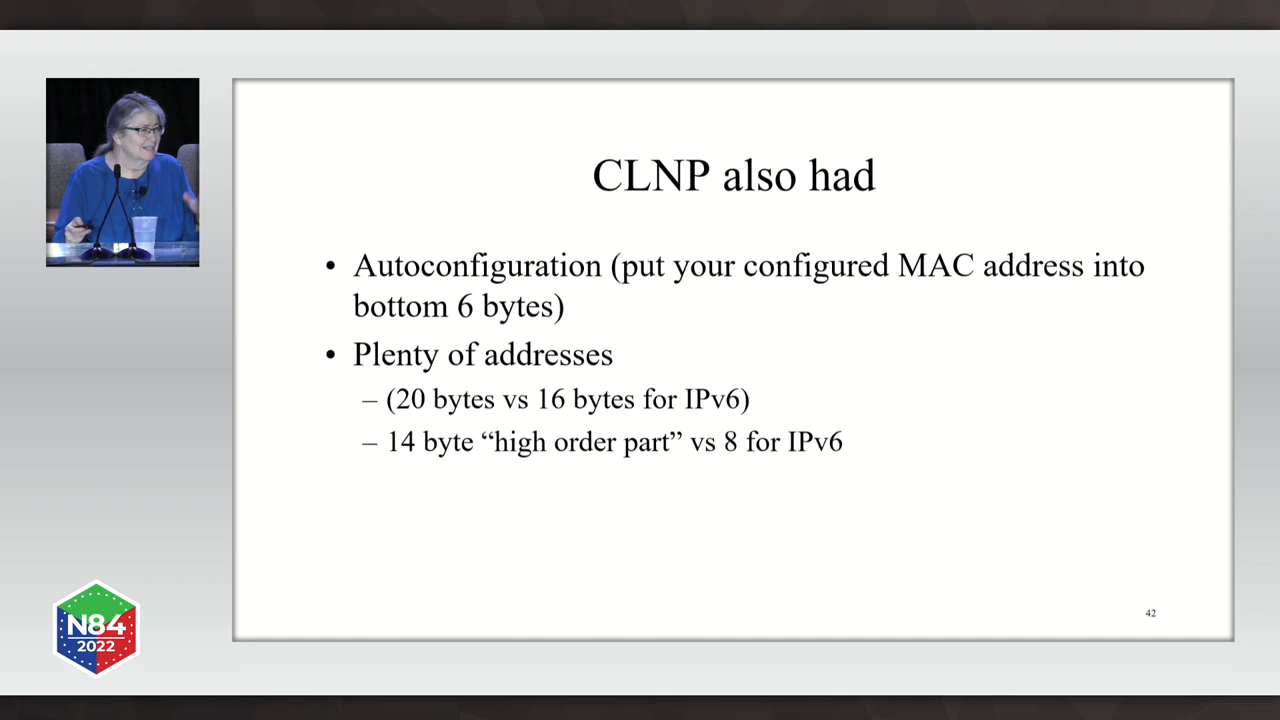 CLNP also had
• Autoconfiguration (put your configured MAC address into
bottom 6 bytes)
• Plenty of addresses
– (20 bytes vs 16 bytes for IPv6)
– 14 byte “high order part” vs 8 for IPv6
42
N84
2022